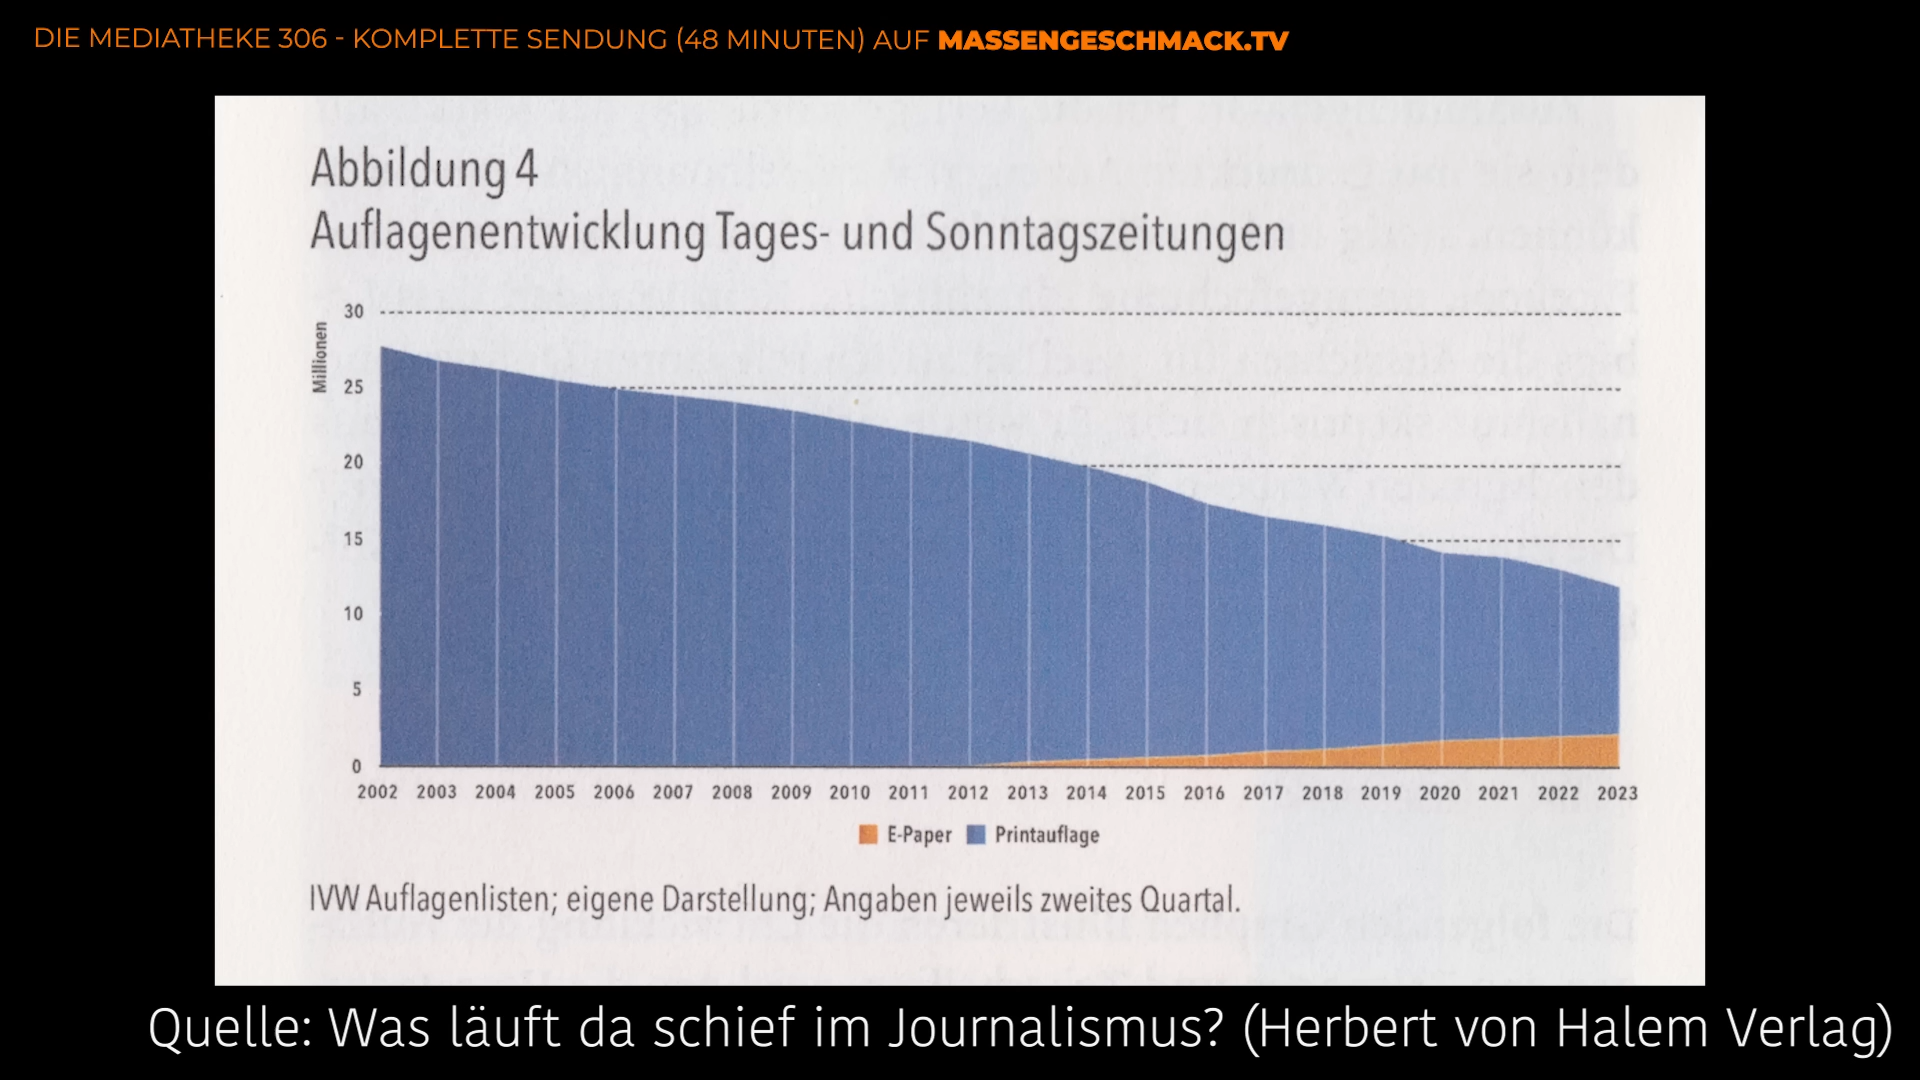 DIE MEDIATHEKE 306 - KOMPLETTE SENDUNG (48 MINUTEN) AUF MASSENGESCHMACK.TV
Abbildung 4
Auflagenentwicklung Tages- und Sonntagszeitungen
Millionen
30
25
20
15
10
5
0
2002 2003 2004 2005 2006 2007 2008 2009 2010 2011 2012 2013 2014 2015 2016 2017 2018 2019 2020 2021 2022 2023
E-Paper Printauflage
IVW Auflagenlisten; eigene Darstellung; Angaben jeweils zweites Quartal.
Quelle: Was läuft da schief im Journalismus? (Herbert von Halem Verlag)